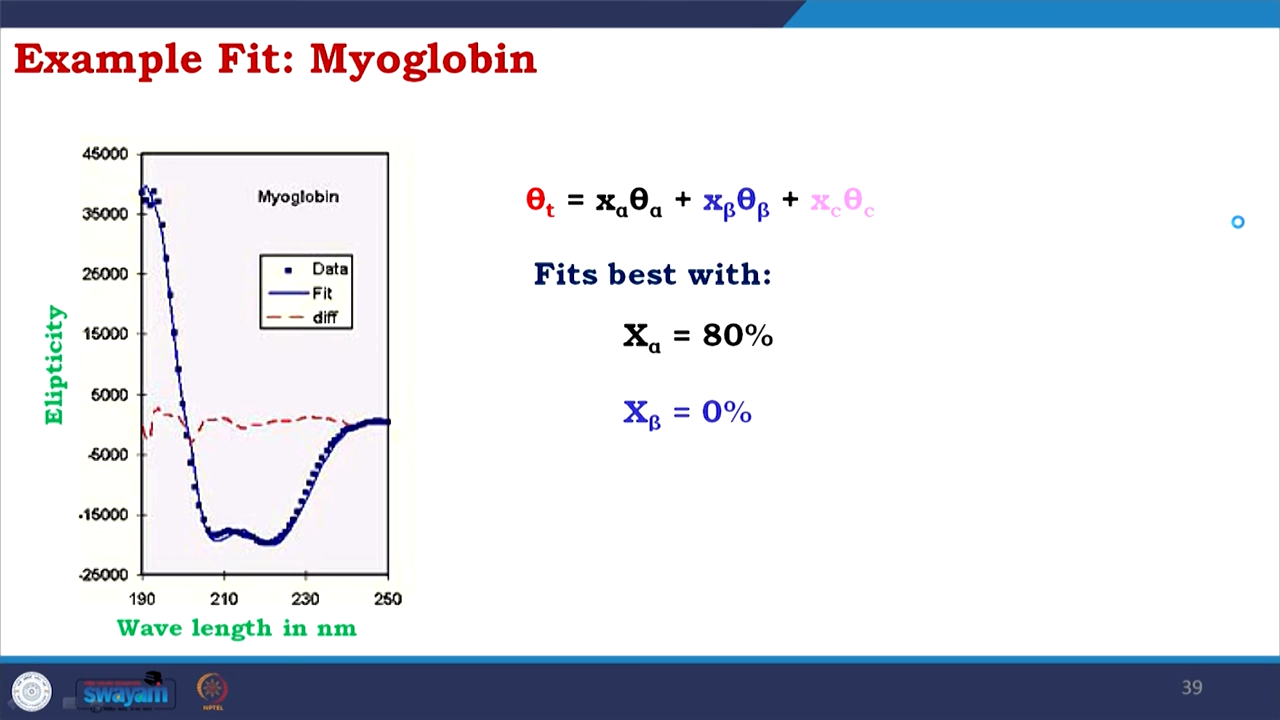 Example Fit: Myoglobin
45000
35000
25000
15000
5000
-5000
-15000
-25000
190 210 230 250
Elipticity
Wave length in nm
Myoglobin
Data
Fit
diff
θt = xαθα + xβθβ + xcθc
Fits best with:
Xα = 80%
Xβ = 0%
swayam
NPTEL
39